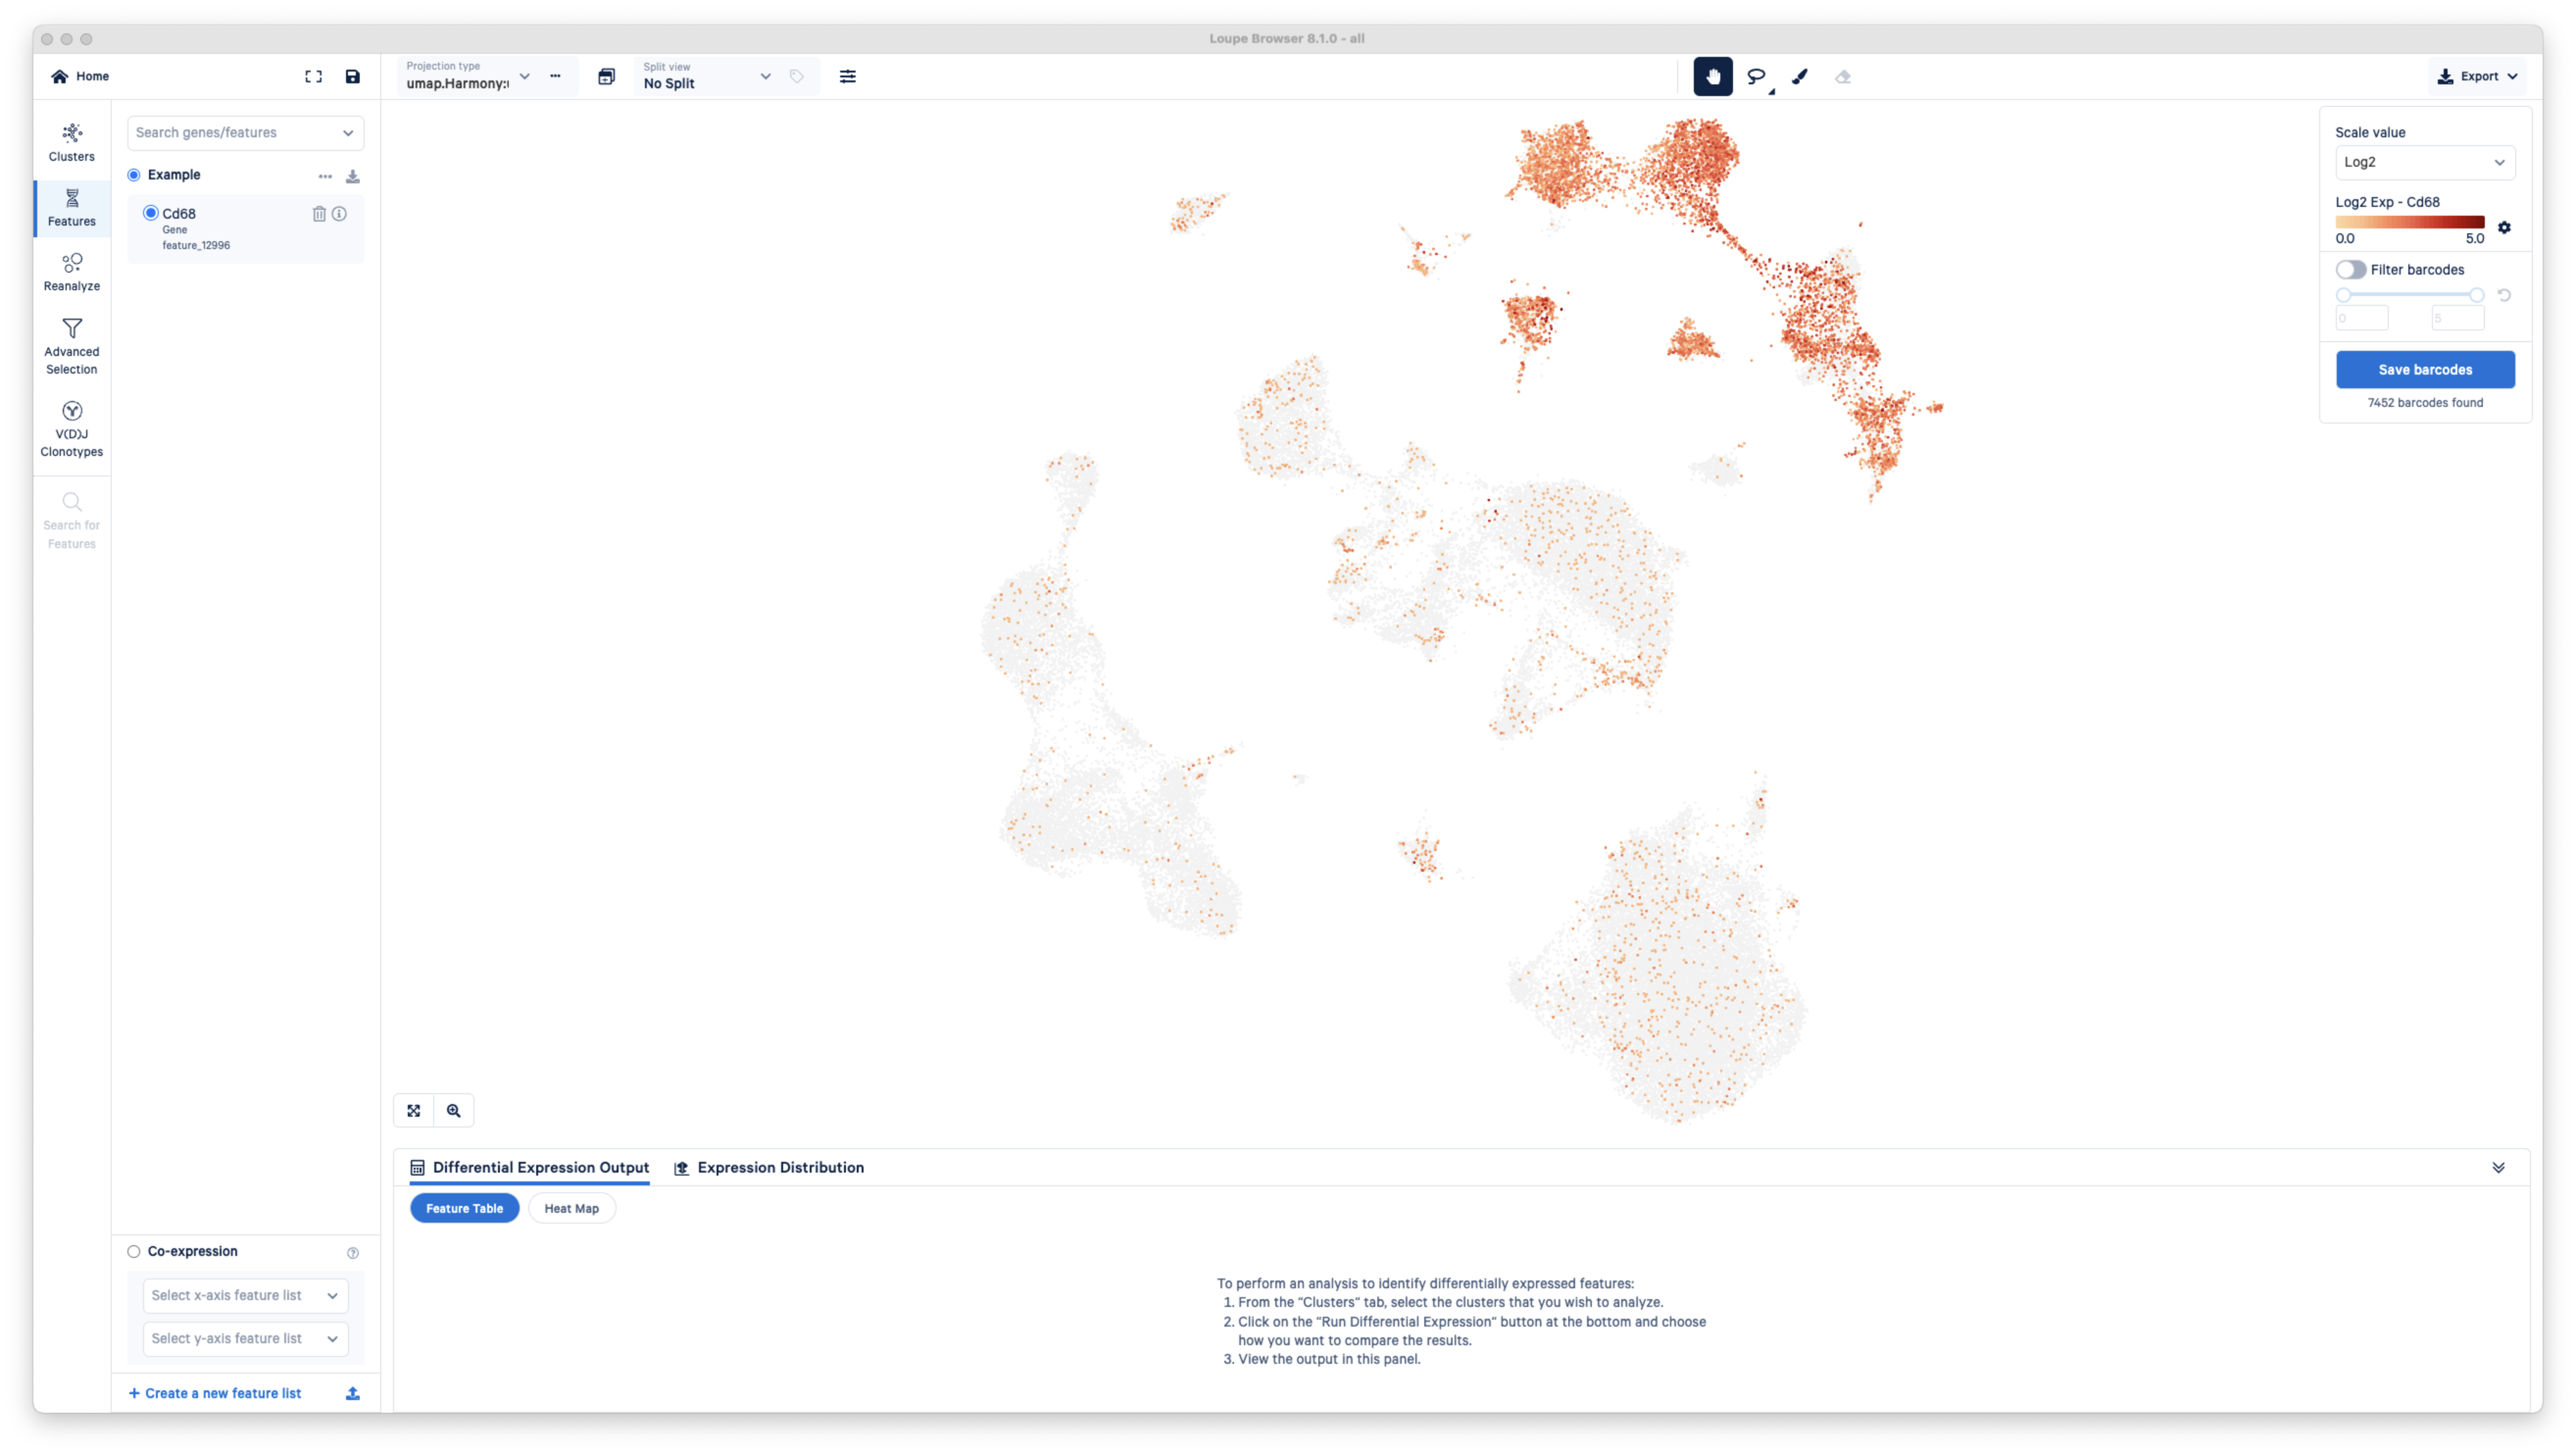 Loupe Browser 8.1.0 - all
Home
Projection type
umap.Harmony:
Split view
No Split
Export
Clusters
Features
Reanalyze
Advanced
Selection
V(D)J
Clonotypes
Search for
Features
Search genes/features
Example
Cd68
Gene
feature_12996
Scale value
Log2
Log2 Exp - Cd68
0.0 5.0
Filter barcodes
0 5
Save barcodes
7452 barcodes found
Differential Expression Output Expression Distribution
Feature Table Heat Map
To perform an analysis to identify differentially expressed features:
1. From the "Clusters" tab, select the clusters that you wish to analyze.
2. Click on the "Run Differential Expression" button at the bottom and choose
how you want to compare the results.
3. View the output in this panel.
Co-expression
Select x-axis feature list
Select y-axis feature list
+ Create a new feature list